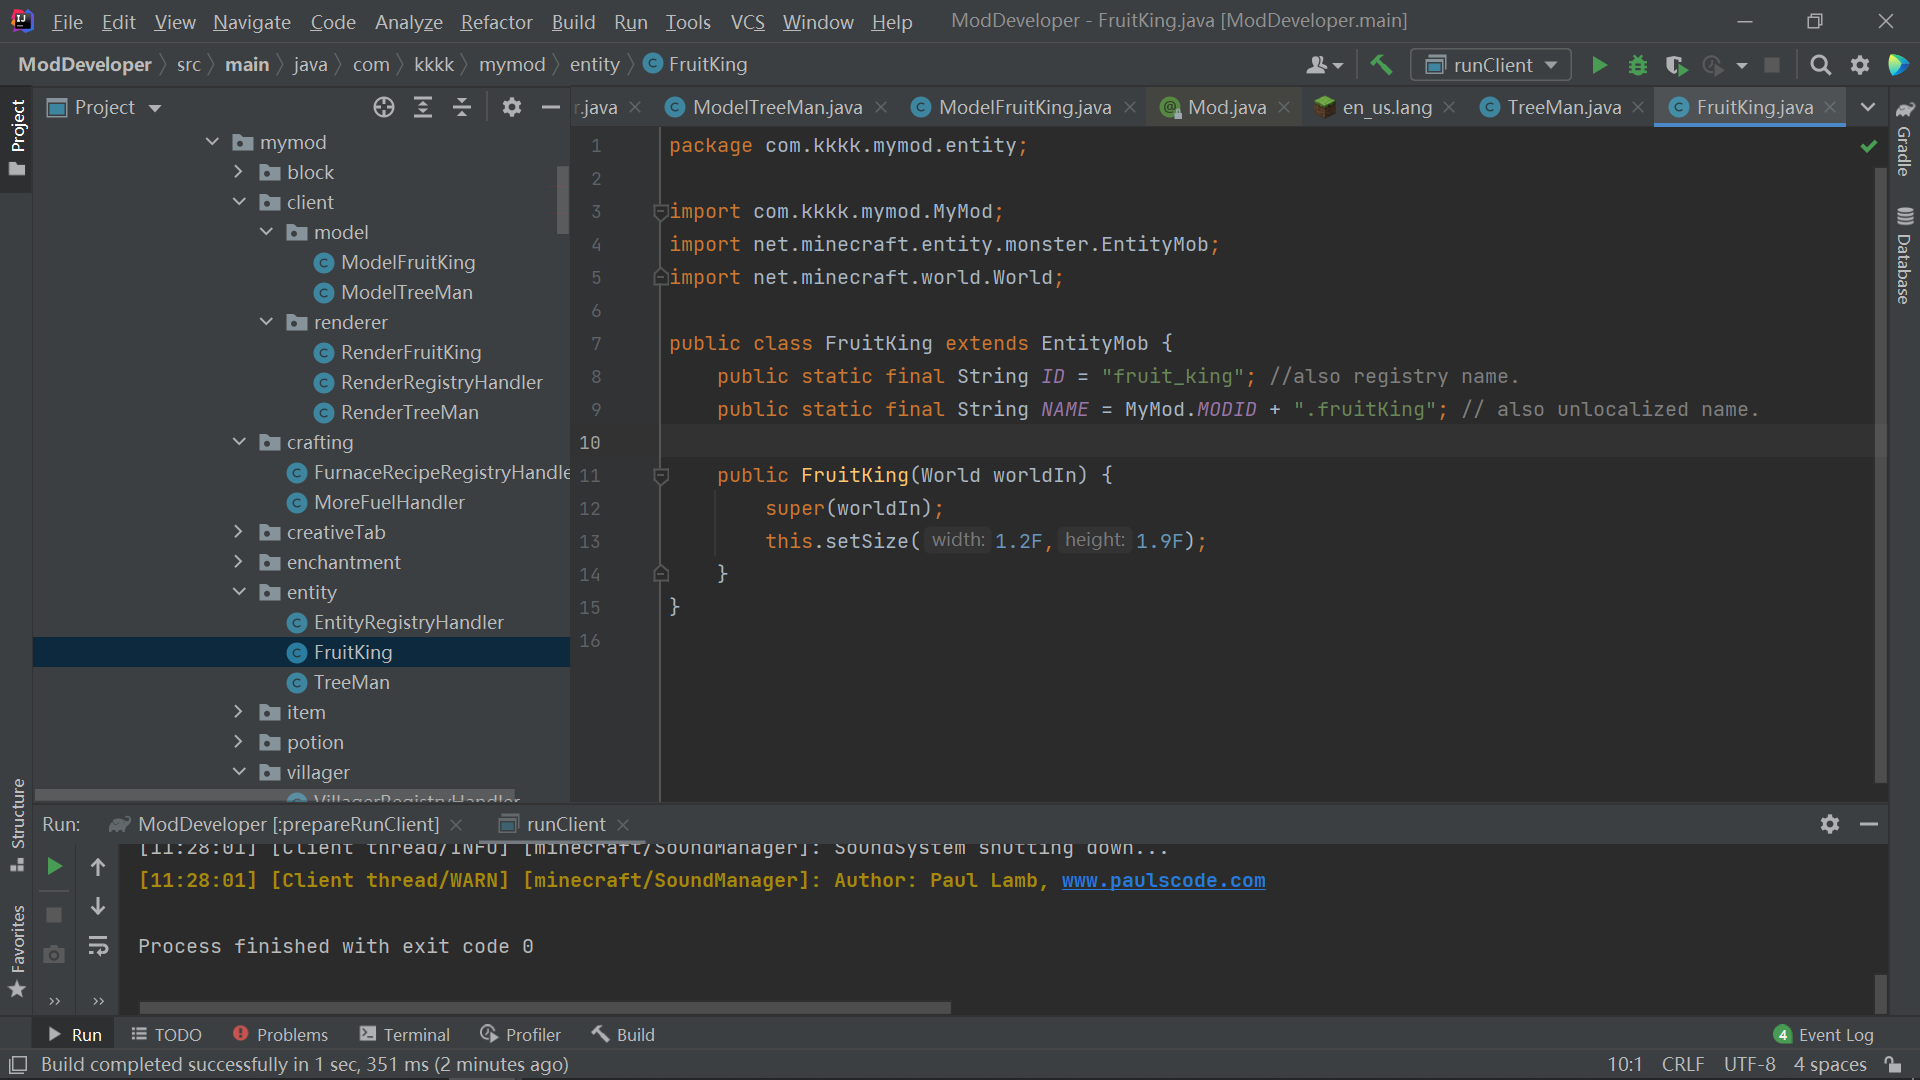 File Edit View Navigate Code Analyze Refactor Build Run Tools VCS Window Help ModDeveloper - FruitKing.java [ModDeveloper.main]
ModDeveloper src main java com kkkk mymod entity FruitKing runClient
Project
r.java ModelTreeMan.java ModelFruitKing.java Mod.java en_us.lang TreeMan.java FruitKing.java
Project
Structure
Favorites
Gradle
Database
mymod
block
client
model
ModelFruitKing
ModelTreeMan
renderer
RenderFruitKing
RenderRegistryHandler
RenderTreeMan
crafting
FurnaceRecipeRegistryHandle
MoreFuelHandler
creativeTab
enchantment
entity
EntityRegistryHandler
FruitKing
TreeMan
item
potion
villager
VillagerRegistryHandler
1 package com.kkkk.mymod.entity;
2
3 import com.kkkk.mymod.MyMod;
4 import net.minecraft.entity.monster.EntityMob;
5 import net.minecraft.world.World;
6
7 public class FruitKing extends EntityMob {
8 public static final String ID = "fruit_king"; //also registry name.
9 public static final String NAME = MyMod.MODID + ".fruitKing"; // also unlocalized name.
10
11 public FruitKing(World worldIn) {
12 super(worldIn);
13 this.setSize( width: 1.2F, height: 1.9F);
14 }
15 }
16
Run: ModDeveloper [:prepareRunClient] runClient
[11:28:01] [Client thread/INFO] [minecraft/SoundManager]: SoundSystem shutting down...
[11:28:01] [Client thread/WARN] [minecraft/SoundManager]: Author: Paul Lamb, www.paulscode.com
Process finished with exit code 0
Run TODO Problems Terminal Profiler Build 4 Event Log
Build completed successfully in 1 sec, 351 ms (2 minutes ago) 10:1 CRLF UTF-8 4 spaces